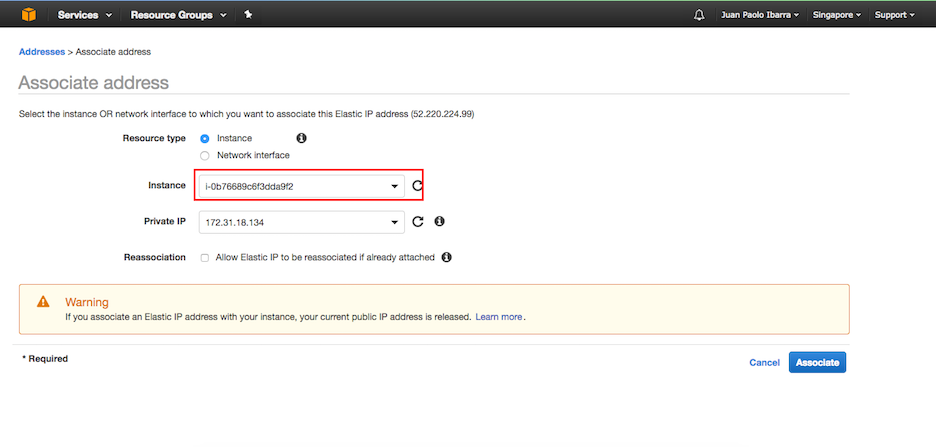 Services Resource Groups Juan Paolo Ibarra Singapore Support
Addresses > Associate address
Associate address
Select the instance OR network interface to which you want to associate this Elastic IP address (52.220.224.99)
Resource type Instance
Network interface
Instance i-0b76689c6f3dda9f2
Private IP 172.31.18.134
Reassociation Allow Elastic IP to be reassociated if already attached
Warning
If you associate an Elastic IP address with your instance, your current public IP address is released. Learn more.
* Required
Cancel Associate